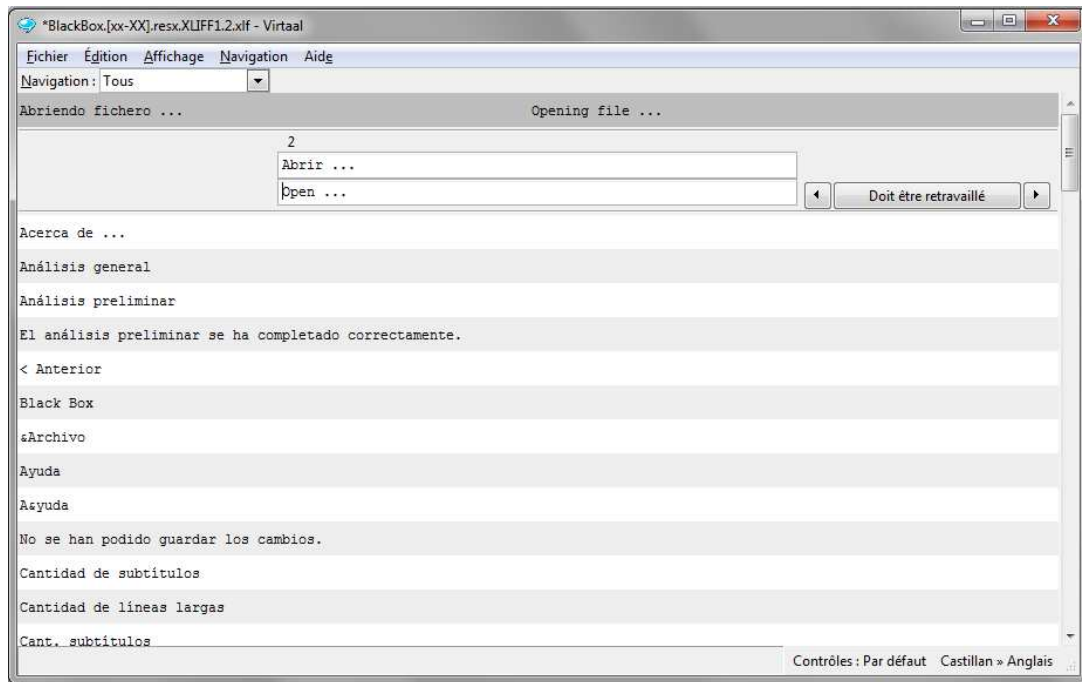 *BlackBox.[xx-XX].resx.XLIFF1.2.xlf - Virtaal
Fichier Édition Affichage Navigation Aide
Navigation : Tous
Abriendo fichero ... Opening file ...
2
Abrir ...
Open ...
Doit être retravaillé
Acerca de ...
Análisis general
Análisis preliminar
El análisis preliminar se ha completado correctamente.
< Anterior
Black Box
&Archivo
Ayuda
A&yuda
No se han podido guardar los cambios.
Cantidad de subtítulos
Cantidad de líneas largas
Cant. subtítulos
Contrôles : Par défaut Castillan » Anglais